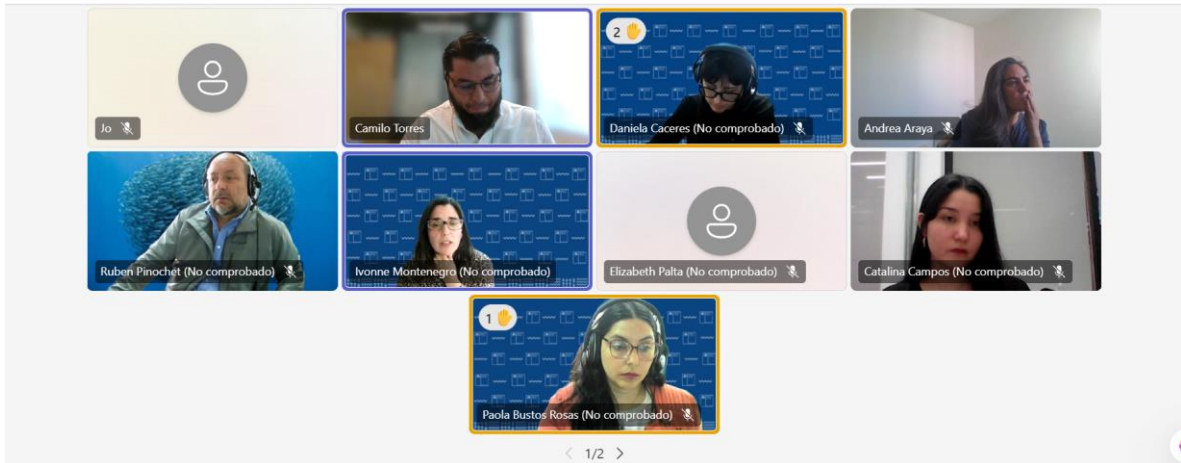 Jo
Camilo Torres
2
Daniela Caceres (No comprobado)
Andrea Araya
Ruben Pinochet (No comprobado)
Ivonne Montenegro (No comprobado)
Elizabeth Palta (No comprobado)
Catalina Campos (No comprobado)
1
Paola Bustos Rosas (No comprobado)
1/2